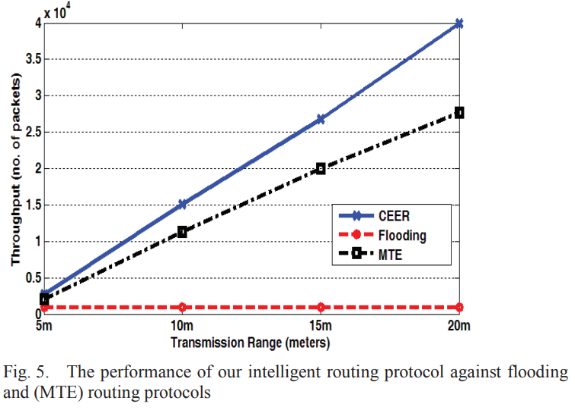 x 10^4
4
3.5
3
2.5
2
1.5
1
0.5
0
Throughput (no. of packets)
CEER
Flooding
MTE
5m 10m 15m 20m
Transmission Range (meters)
Fig. 5. The performance of our intelligent routing protocol against flooding
and (MTE) routing protocols